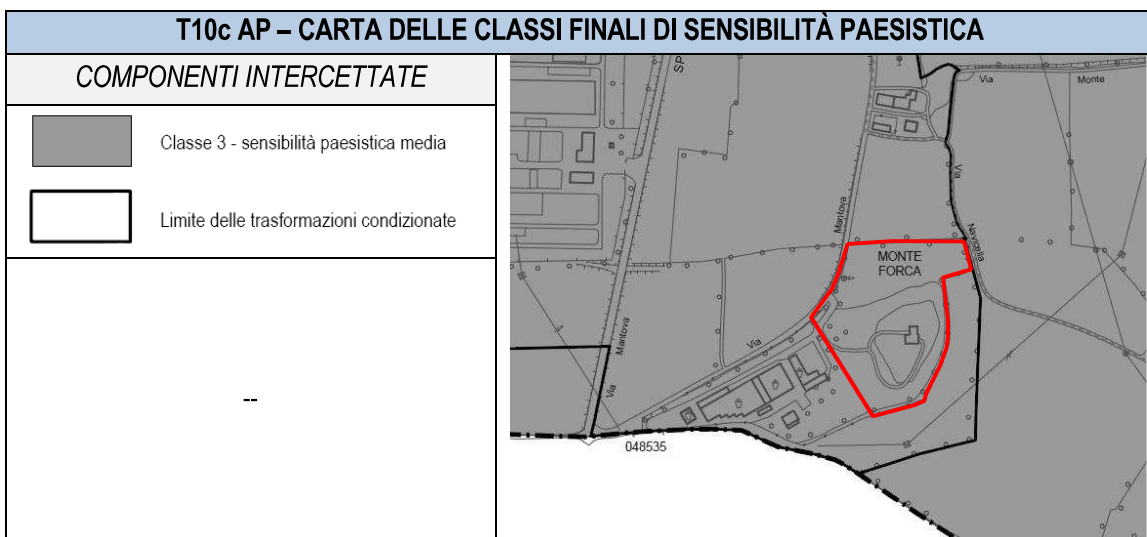 T10c AP – CARTA DELLE CLASSI FINALI DI SENSIBILITÀ PAESISTICA
COMPONENTI INTERCETTATE
Classe 3 - sensibilità paesistica media
Limite delle trasformazioni condizionate
--
SP
Via
Monte
Via
Mantova
Navicella
MONTE
FORCA
Mantova
Via
Via
048535